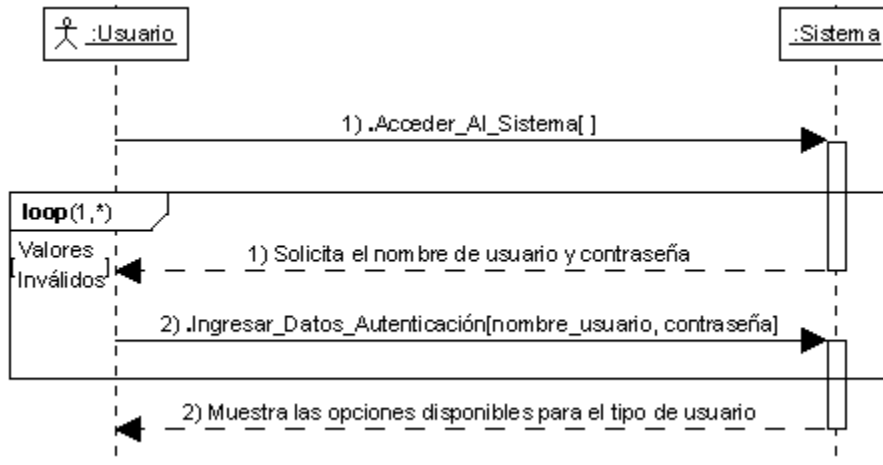 :Usuario
:Sistema
1) .Acceder_Al_Sistema[ ]
loop(1,*)
[Valores
Inválidos]
1) Solicita el nombre de usuario y contraseña
2) .Ingresar_Datos_Autenticación[nombre_usuario, contraseña]
2) Muestra las opciones disponibles para el tipo de usuario